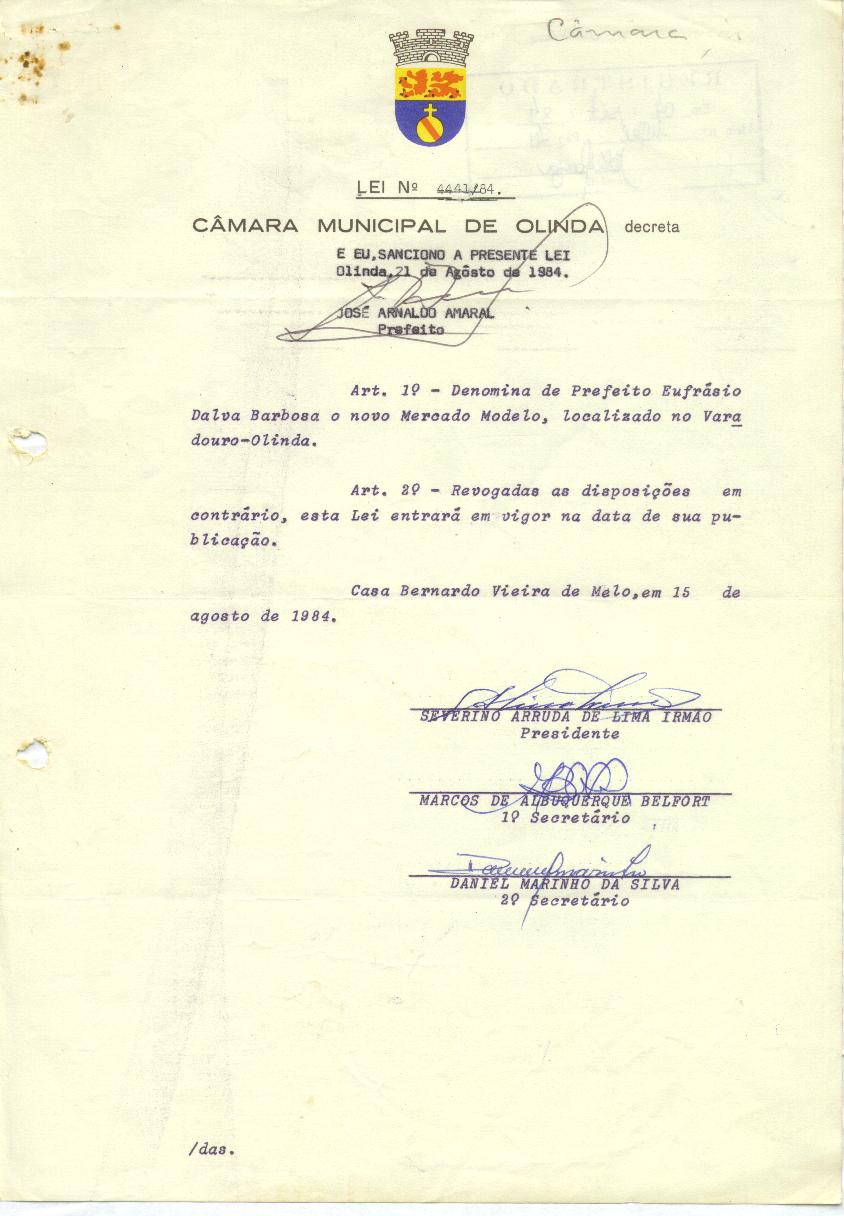 Câmara
LEI Nº 4441/84.
CÂMARA MUNICIPAL DE OLINDA decreta
E EU,SANCIONO A PRESENTE LEI
Olinda,21 de Agôsto de 1984.
JOSÉ ARNALDO AMARAL
Prefeito
Art. 1º - Denomina de Prefeito Eufrásio
Dalva Barbosa o novo Mercado Modelo, localizado no Vara
douro-Olinda.
Art. 2º - Revogadas as disposições em
contrário, esta Lei entrará em vigor na data de sua pu-
blicação.
Casa Bernardo Vieira de Melo,em 15 de
agosto de 1984.
SEVERINO ARRUDA DE LIMA IRMÃO
Presidente
MARCOS DE ALBUQUERQUE BELFORT
1º Secretário
DANIEL MARINHO DA SILVA
2º Secretário
/das.